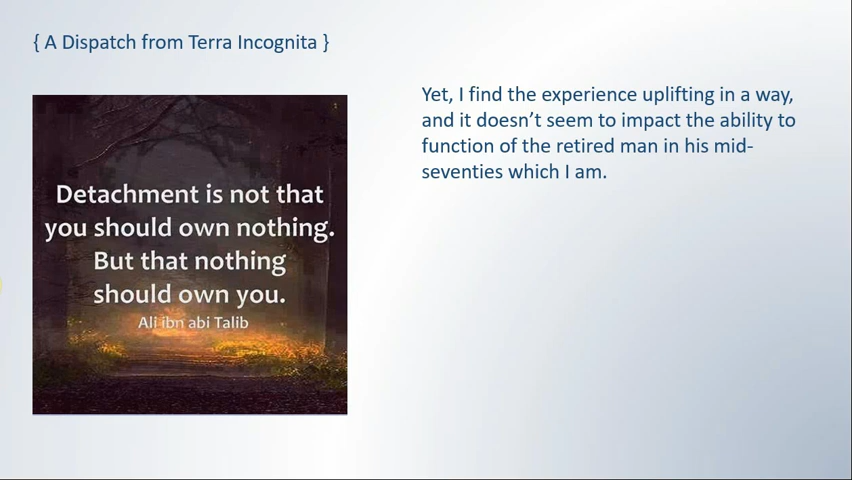 { A Dispatch from Terra Incognita }
Yet, I find the experience uplifting in a way,
and it doesn’t seem to impact the ability to
function of the retired man in his mid-
seventies which I am.
Detachment is not that
you should own nothing.
But that nothing
should own you.
Ali ibn abi Talib